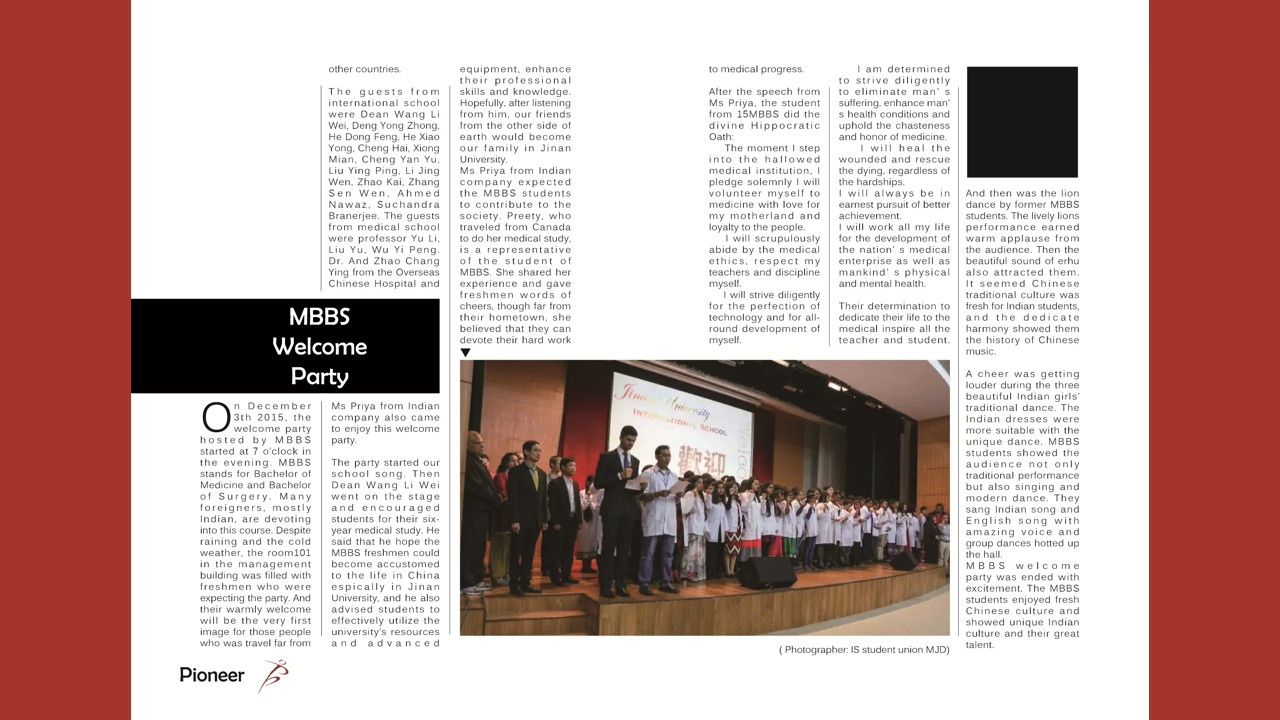 MBBS
Welcome
Party
On December
3th 2015, the
welcome party
hosted by MBBS
started at 7 o'clock in
the evening. MBBS
stands for Bachelor of
Medicine and Bachelor
of Surgery. Many
foreigners, mostly
Indian, are devoting
into this course. Despite
raining and the cold
weather, the room101
in the management
building was filled with
freshmen who were
expecting the party. And
their warmly welcome
will be the very first
image for those people
who was travel far from
other countries.
The guests from
international school
were Dean Wang Li
Wei, Deng Yong Zhong,
He Dong Feng, He Xiao
Yong, Cheng Hai, Xiong
Mian, Cheng Yan Yu,
Liu Ying Ping, Li Jing
Wen, Zhao Kai, Zhang
Sen Wen, Ahmed
Nawaz, Suchandra
Branerjee. The guests
from medical school
were professor Yu Li,
Liu Yu, Wu Yi Peng.
Dr. And Zhao Chang
Ying from the Overseas
Chinese Hospital and
Ms Priya from Indian
company also came
to enjoy this welcome
party.
The party started our
school song. Then
Dean Wang Li Wei
went on the stage
and encouraged
students for their six-
year medical study. He
said that he hope the
MBBS freshmen could
become accustomed
to the life in China
espically in Jinan
University, and he also
advised students to
effectively utilize the
university's resources
and advanced
equipment, enhance
their professional
skills and knowledge.
Hopefully, after listening
from him, our friends
from the other side of
earth would become
our family in Jinan
University.
Ms Priya from Indian
company expected
the MBBS students
to contribute to the
society. Preety, who
traveled from Canada
to do her medical study,
is a representative
of the student of
MBBS. She shared her
experience and gave
freshmen words of
cheers, though far from
their hometown, she
believed that they can
devote their hard work
to medical progress.
After the speech from
Ms Priya, the student
from 15MBBS did the
divine Hippocratic
Oath:
The moment I step
into the hallowed
medical institution, I
pledge solemnly I will
volunteer myself to
medicine with love for
my motherland and
loyalty to the people.
I will scrupulously
abide by the medical
ethics, respect my
teachers and discipline
myself.
I will strive diligently
for the perfection of
technology and for all-
round development of
myself.
I am determined
to strive diligently
to eliminate man' s
suffering, enhance man'
s health conditions and
uphold the chasteness
and honor of medicine.
I will heal the
wounded and rescue
the dying, regardless of
the hardships.
I will always be in
earnest pursuit of better
achievement.
I will work all my life
for the development of
the nation' s medical
enterprise as well as
mankind' s physical
and mental health.
Their determination to
dedicate their life to the
medical inspire all the
teacher and student.
And then was the lion
dance by former MBBS
students. The lively lions
performance earned
warm applause from
the audience. Then the
beautiful sound of erhu
also attracted them.
It seemed Chinese
traditional culture was
fresh for Indian students,
and the dedicate
harmony showed them
the history of Chinese
music.
A cheer was getting
louder during the three
beautiful Indian girls'
traditional dance. The
Indian dresses were
more suitable with the
unique dance. MBBS
students showed the
audience not only
traditional performance
but also singing and
modern dance. They
sang Indian song and
English song with
amazing voice and
group dances hotted up
the hall.
MBBS welcome
party was ended with
excitement. The MBBS
students enjoyed fresh
Chinese culture and
showed unique Indian
culture and their great
talent.
Jinan University
INTERNATIONAL SCHOOL
歡迎
( Photographer: IS student union MJD)
Pioneer